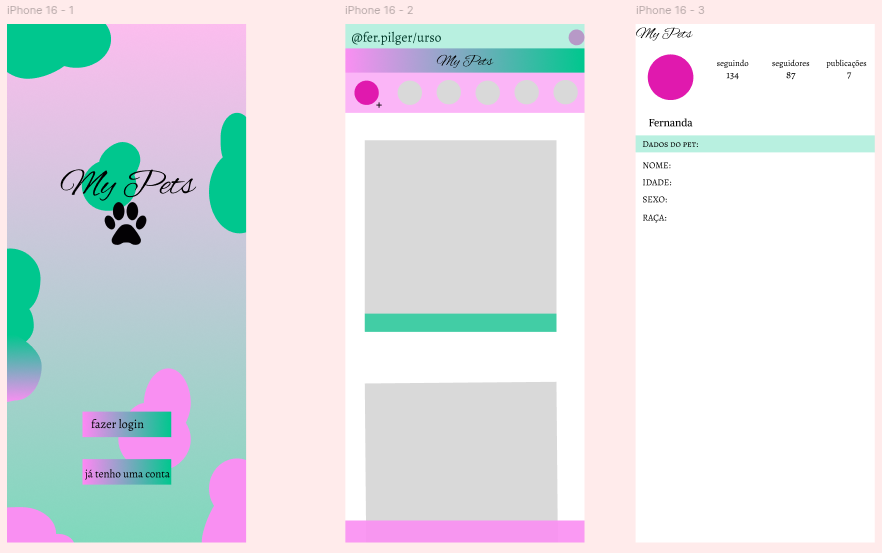 iPhone 16 - 1
My Pets
fazer login
já tenho uma conta
iPhone 16 - 2
@fer.pilger/urso
My Pets
+
iPhone 16 - 3
My Pets
seguindo seguidores publicações
134 87 7
Fernanda
Dados do pet:
NOME:
IDADE:
SEXO:
RAÇA: